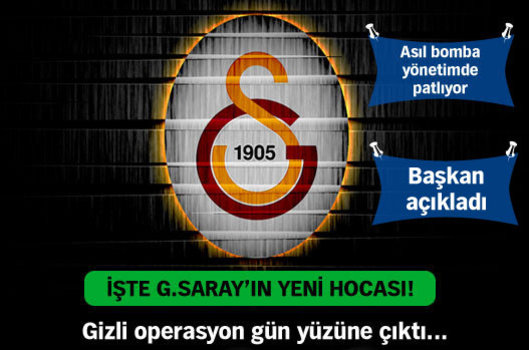 Asıl bomba
yönetimde
patlıyor
1905
Başkan
açıkladı
İŞTE G.SARAY'IN YENİ HOCASI!
Gizli operasyon gün yüzüne çıktı...